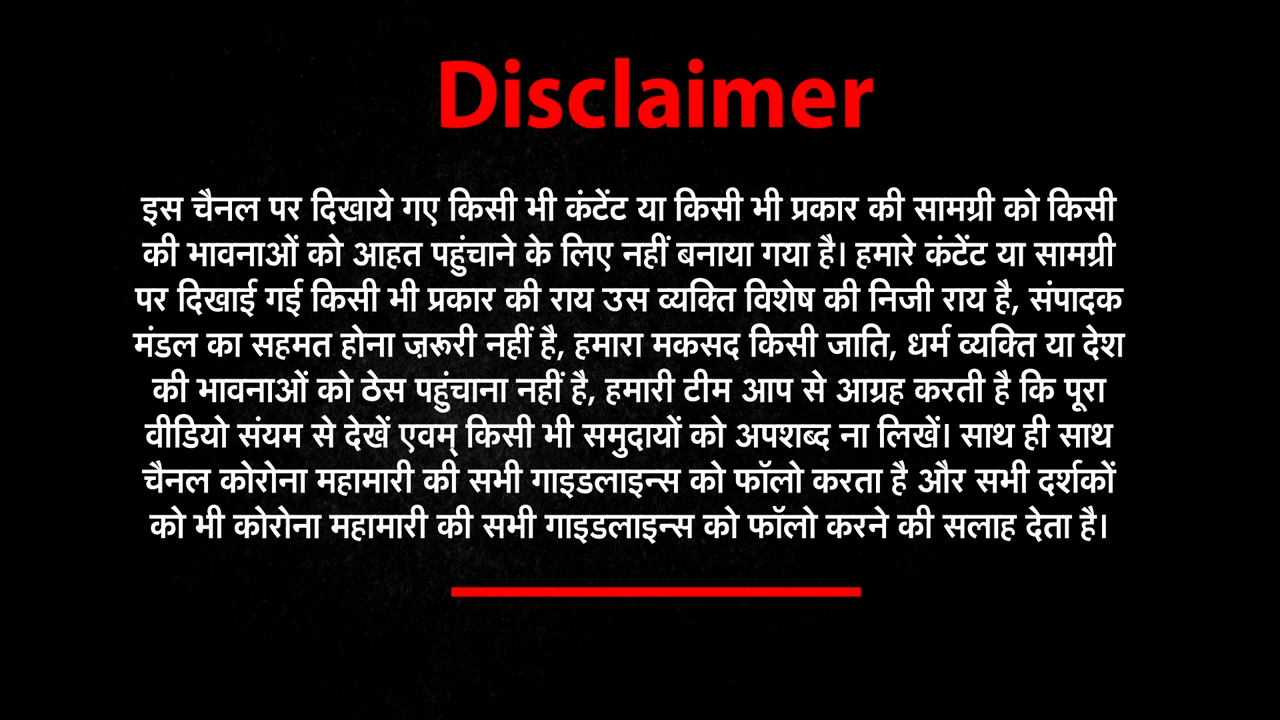 Disclaimer
इस चैनल पर दिखाये गए किसी भी कंटेंट या किसी भी प्रकार की सामग्री को किसी
की भावनाओं को आहत पहुंचाने के लिए नहीं बनाया गया है। हमारे कंटेंट या सामग्री
पर दिखाई गई किसी भी प्रकार की राय उस व्यक्ति विशेष की निजी राय है, संपादक
मंडल का सहमत होना ज़रूरी नहीं है, हमारा मकसद किसी जाति, धर्म व्यक्ति या देश
की भावनाओं को ठेस पहुंचाना नहीं है, हमारी टीम आप से आग्रह करती है कि पूरा
वीडियो संयम से देखें एवम् किसी भी समुदायों को अपशब्द ना लिखें। साथ ही साथ
चैनल कोरोना महामारी की सभी गाइडलाइन्स को फॉलो करता है और सभी दर्शकों
को भी कोरोना महामारी की सभी गाइडलाइन्स को फॉलो करने की सलाह देता है।